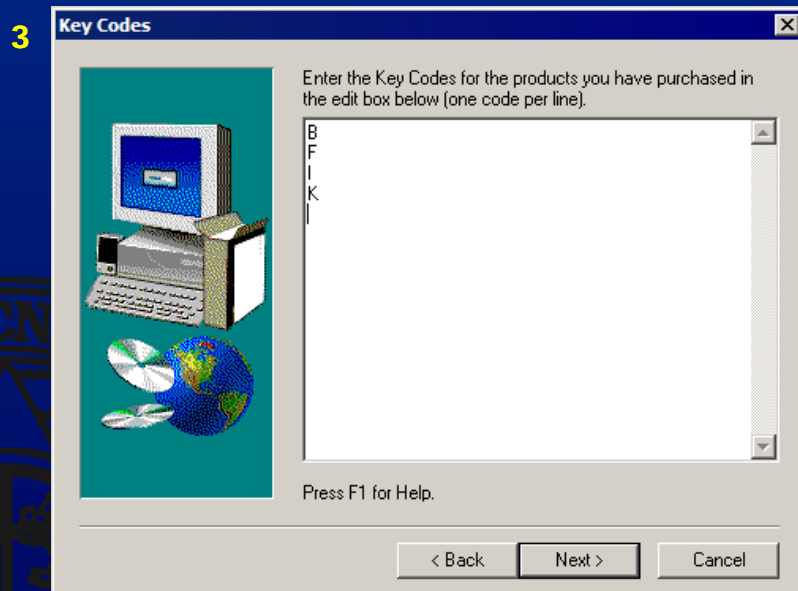 3
Key Codes
Enter the Key Codes for the products you have purchased in
the edit box below (one code per line).
B
F
I
K
Press F1 for Help.
< Back
Next >
Cancel